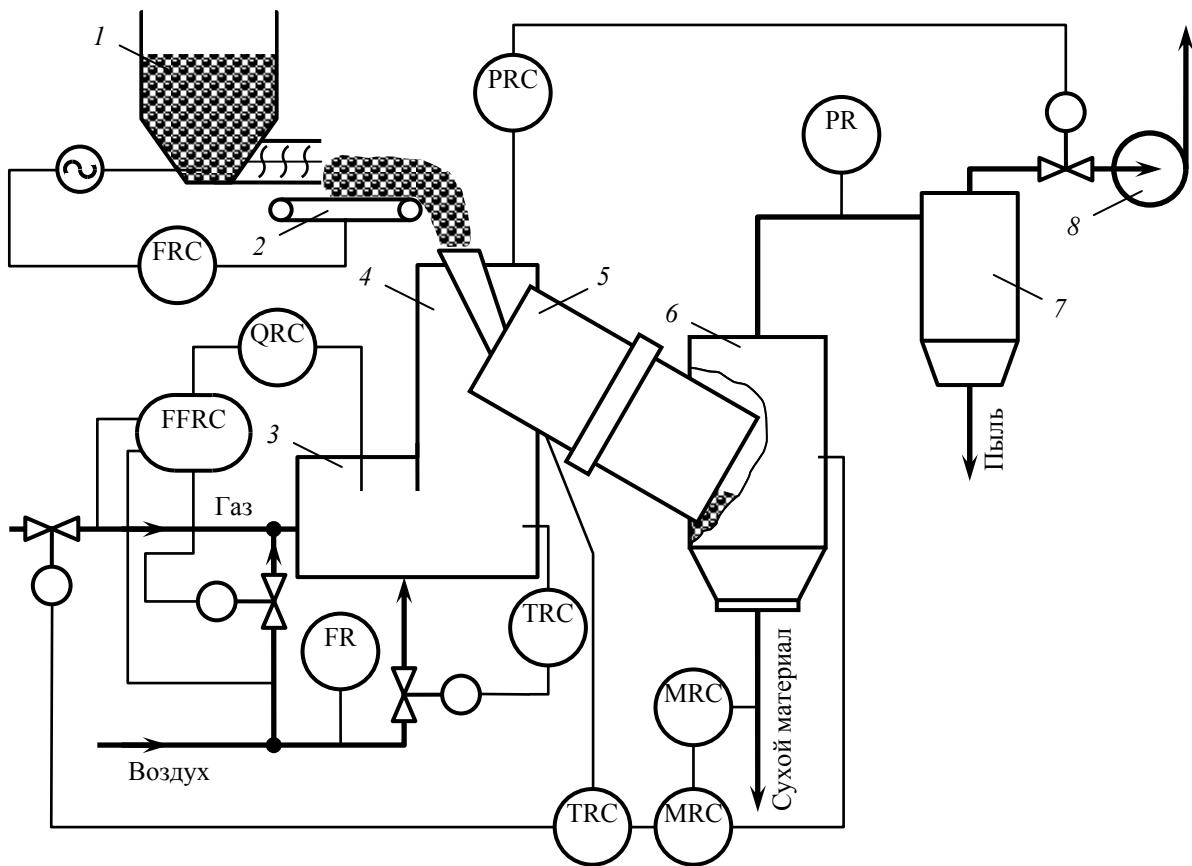 1
PRC
PR
8
2
FRC
4
5
6
7
QRC
FFRC
3
Пыль
Газ
TRC
FR
MRC
Сухой материал
Воздух
TRC
MRC